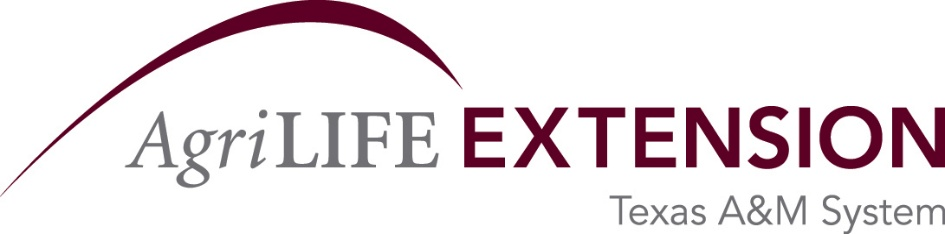 AgriLIFE EXTENSION
Texas A&M System